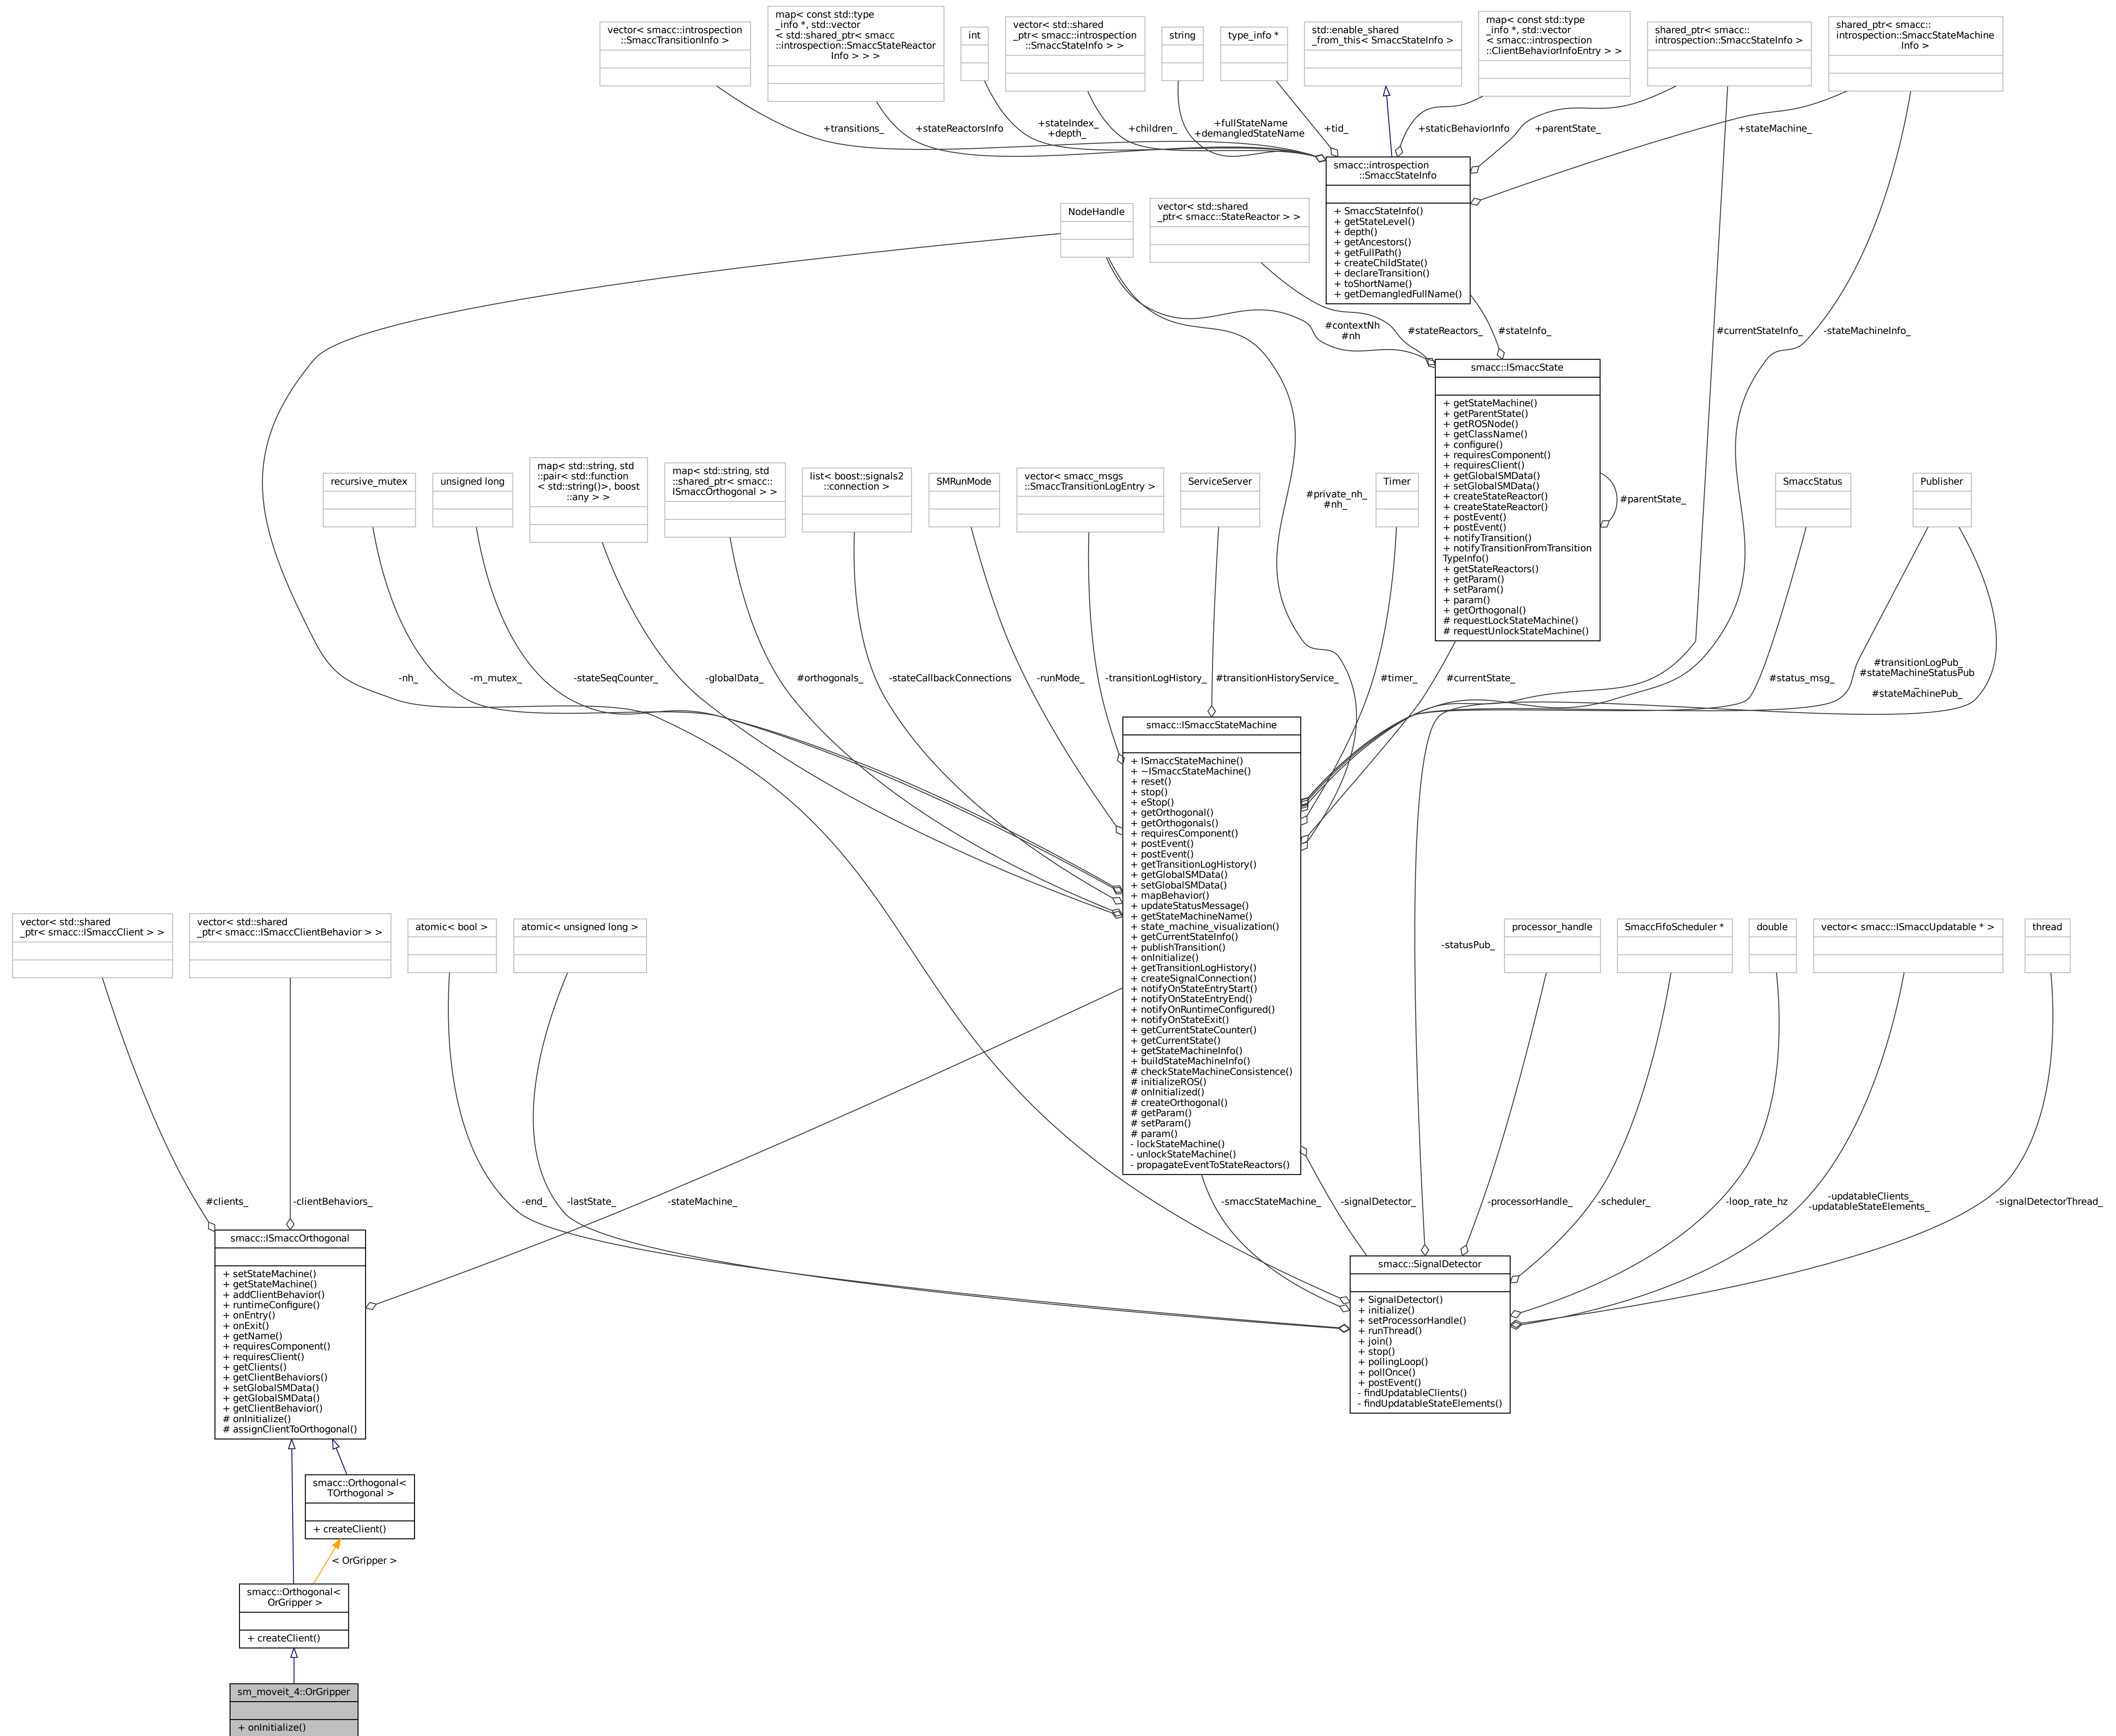 vector< smacc::introspection
::SmaccTransitionInfo >
map< const std::type
_info *, std::vector
< std::shared_ptr< smacc
::introspection::SmaccStateReactor
Info > > >
int
vector< std::shared
_ptr< smacc::introspection
::SmaccStateInfo > >
string
type_info *
std::enable_shared
_from_this< SmaccStateInfo >
map< const std::type
_info *, std::vector
< smacc::introspection
::ClientBehaviorInfoEntry > >
shared_ptr< smacc::
introspection::SmaccStateInfo >
shared_ptr< smacc::
introspection::SmaccStateMachine
Info >
+transitions_
+stateReactorsInfo
+stateIndex_
+depth_
+children_
+fullStateName
+demangledStateName
+tid_
+staticBehaviorInfo
+parentState_
+stateMachine_
smacc::introspection
::SmaccStateInfo
+ SmaccStateInfo()
+ getStateLevel()
+ depth()
+ getAncestors()
+ getFullPath()
+ createChildState()
+ declareTransition()
+ toShortName()
+ getDemangledFullName()
NodeHandle
vector< std::shared
_ptr< smacc::StateReactor > >
#contextNh
#nh
#stateReactors_
#stateInfo_
#currentStateInfo_
-stateMachineInfo_
smacc::ISmaccState
+ getStateMachine()
+ getParentState()
+ getROSNode()
+ getClassName()
+ configure()
+ requiresComponent()
+ requiresClient()
+ getGlobalSMData()
+ setGlobalSMData()
+ createStateReactor()
+ createStateReactor()
+ postEvent()
+ postEvent()
+ notifyTransition()
+ notifyTransitionFromTransition
TypeInfo()
+ getStateReactors()
+ getParam()
+ setParam()
+ param()
+ getOrthogonal()
# requestLockStateMachine()
# requestUnlockStateMachine()
#parentState_
recursive_mutex
unsigned long
map< std::string, std
::pair< std::function
< std::string()>, boost
::any > >
map< std::string, std
::shared_ptr< smacc::
ISmaccOrthogonal > >
list< boost::signals2
::connection >
SMRunMode
vector< smacc_msgs
::SmaccTransitionLogEntry >
ServiceServer
#private_nh_
#nh_
Timer
SmaccStatus
Publisher
-nh_
-m_mutex_
-stateSeqCounter_
-globalData_
#orthogonals_
-stateCallbackConnections
-runMode_
-transitionLogHistory_
#transitionHistoryService_
#timer_
#currentState_
#status_msg_
#transitionLogPub_
#stateMachineStatusPub
_
#stateMachinePub_
smacc::ISmaccStateMachine
+ ISmaccStateMachine()
+ ~ISmaccStateMachine()
+ reset()
+ stop()
+ eStop()
+ getOrthogonal()
+ getOrthogonals()
+ requiresComponent()
+ postEvent()
+ postEvent()
+ getTransitionLogHistory()
+ getGlobalSMData()
+ setGlobalSMData()
+ mapBehavior()
+ updateStatusMessage()
+ getStateMachineName()
+ state_machine_visualization()
+ getCurrentStateInfo()
+ publishTransition()
+ onInitialize()
+ getTransitionLogHistory()
+ createSignalConnection()
+ notifyOnStateEntryStart()
+ notifyOnStateEntryEnd()
+ notifyOnRuntimeConfigured()
+ notifyOnStateExit()
+ getCurrentStateCounter()
+ getCurrentState()
+ getStateMachineInfo()
+ buildStateMachineInfo()
# checkStateMachineConsistence()
# initializeROS()
# onInitialized()
# createOrthogonal()
# getParam()
# setParam()
# param()
- lockStateMachine()
- unlockStateMachine()
- propagateEventToStateReactors()
vector< std::shared
_ptr< smacc::ISmaccClient > >
vector< std::shared
_ptr< smacc::ISmaccClientBehavior > >
atomic< bool >
atomic< unsigned long >
-statusPub_
processor_handle
SmaccFifoScheduler *
double
vector< smacc::ISmaccUpdatable * >
thread
#clients_
-clientBehaviors_
-end_
-lastState_
-stateMachine_
-smaccStateMachine_
-signalDetector_
-processorHandle_
-scheduler_
-loop_rate_hz
-updatableClients_
-updatableStateElements_
-signalDetectorThread_
smacc::ISmaccOrthogonal
+ setStateMachine()
+ getStateMachine()
+ addClientBehavior()
+ runtimeConfigure()
+ onEntry()
+ onExit()
+ getName()
+ requiresComponent()
+ requiresClient()
+ getClients()
+ getClientBehaviors()
+ setGlobalSMData()
+ getGlobalSMData()
+ getClientBehavior()
# onInitialize()
# assignClientToOrthogonal()
smacc::SignalDetector
+ SignalDetector()
+ initialize()
+ setProcessorHandle()
+ runThread()
+ join()
+ stop()
+ pollingLoop()
+ pollOnce()
+ postEvent()
- findUpdatableClients()
- findUpdatableStateElements()
smacc::Orthogonal<
TOrthogonal >
+ createClient()
< OrGripper >
smacc::Orthogonal<
OrGripper >
+ createClient()
sm_moveit_4::OrGripper
+ onInitialize()